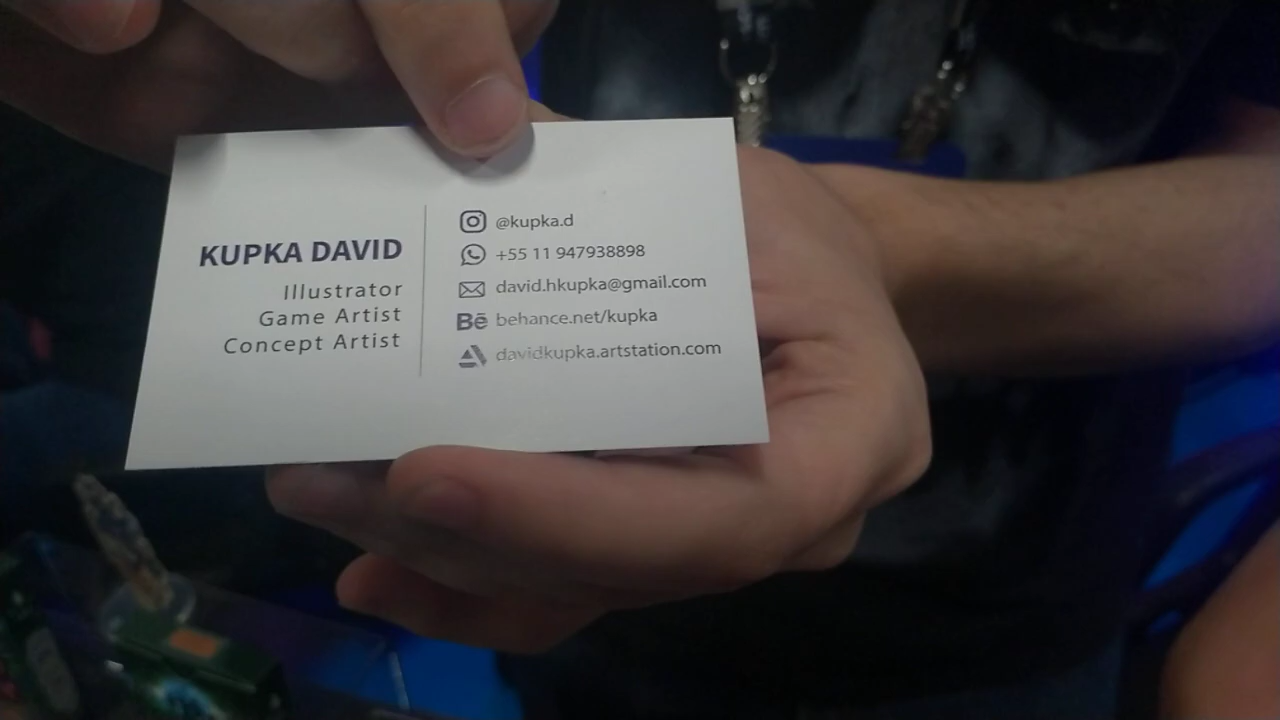 KUPKA DAVID
Illustrator
Game Artist
Concept Artist
@kupka.d
+55 11 947938898
david.hkupka@gmail.com
Bē behance.net/kupka
davidkupka.artstation.com